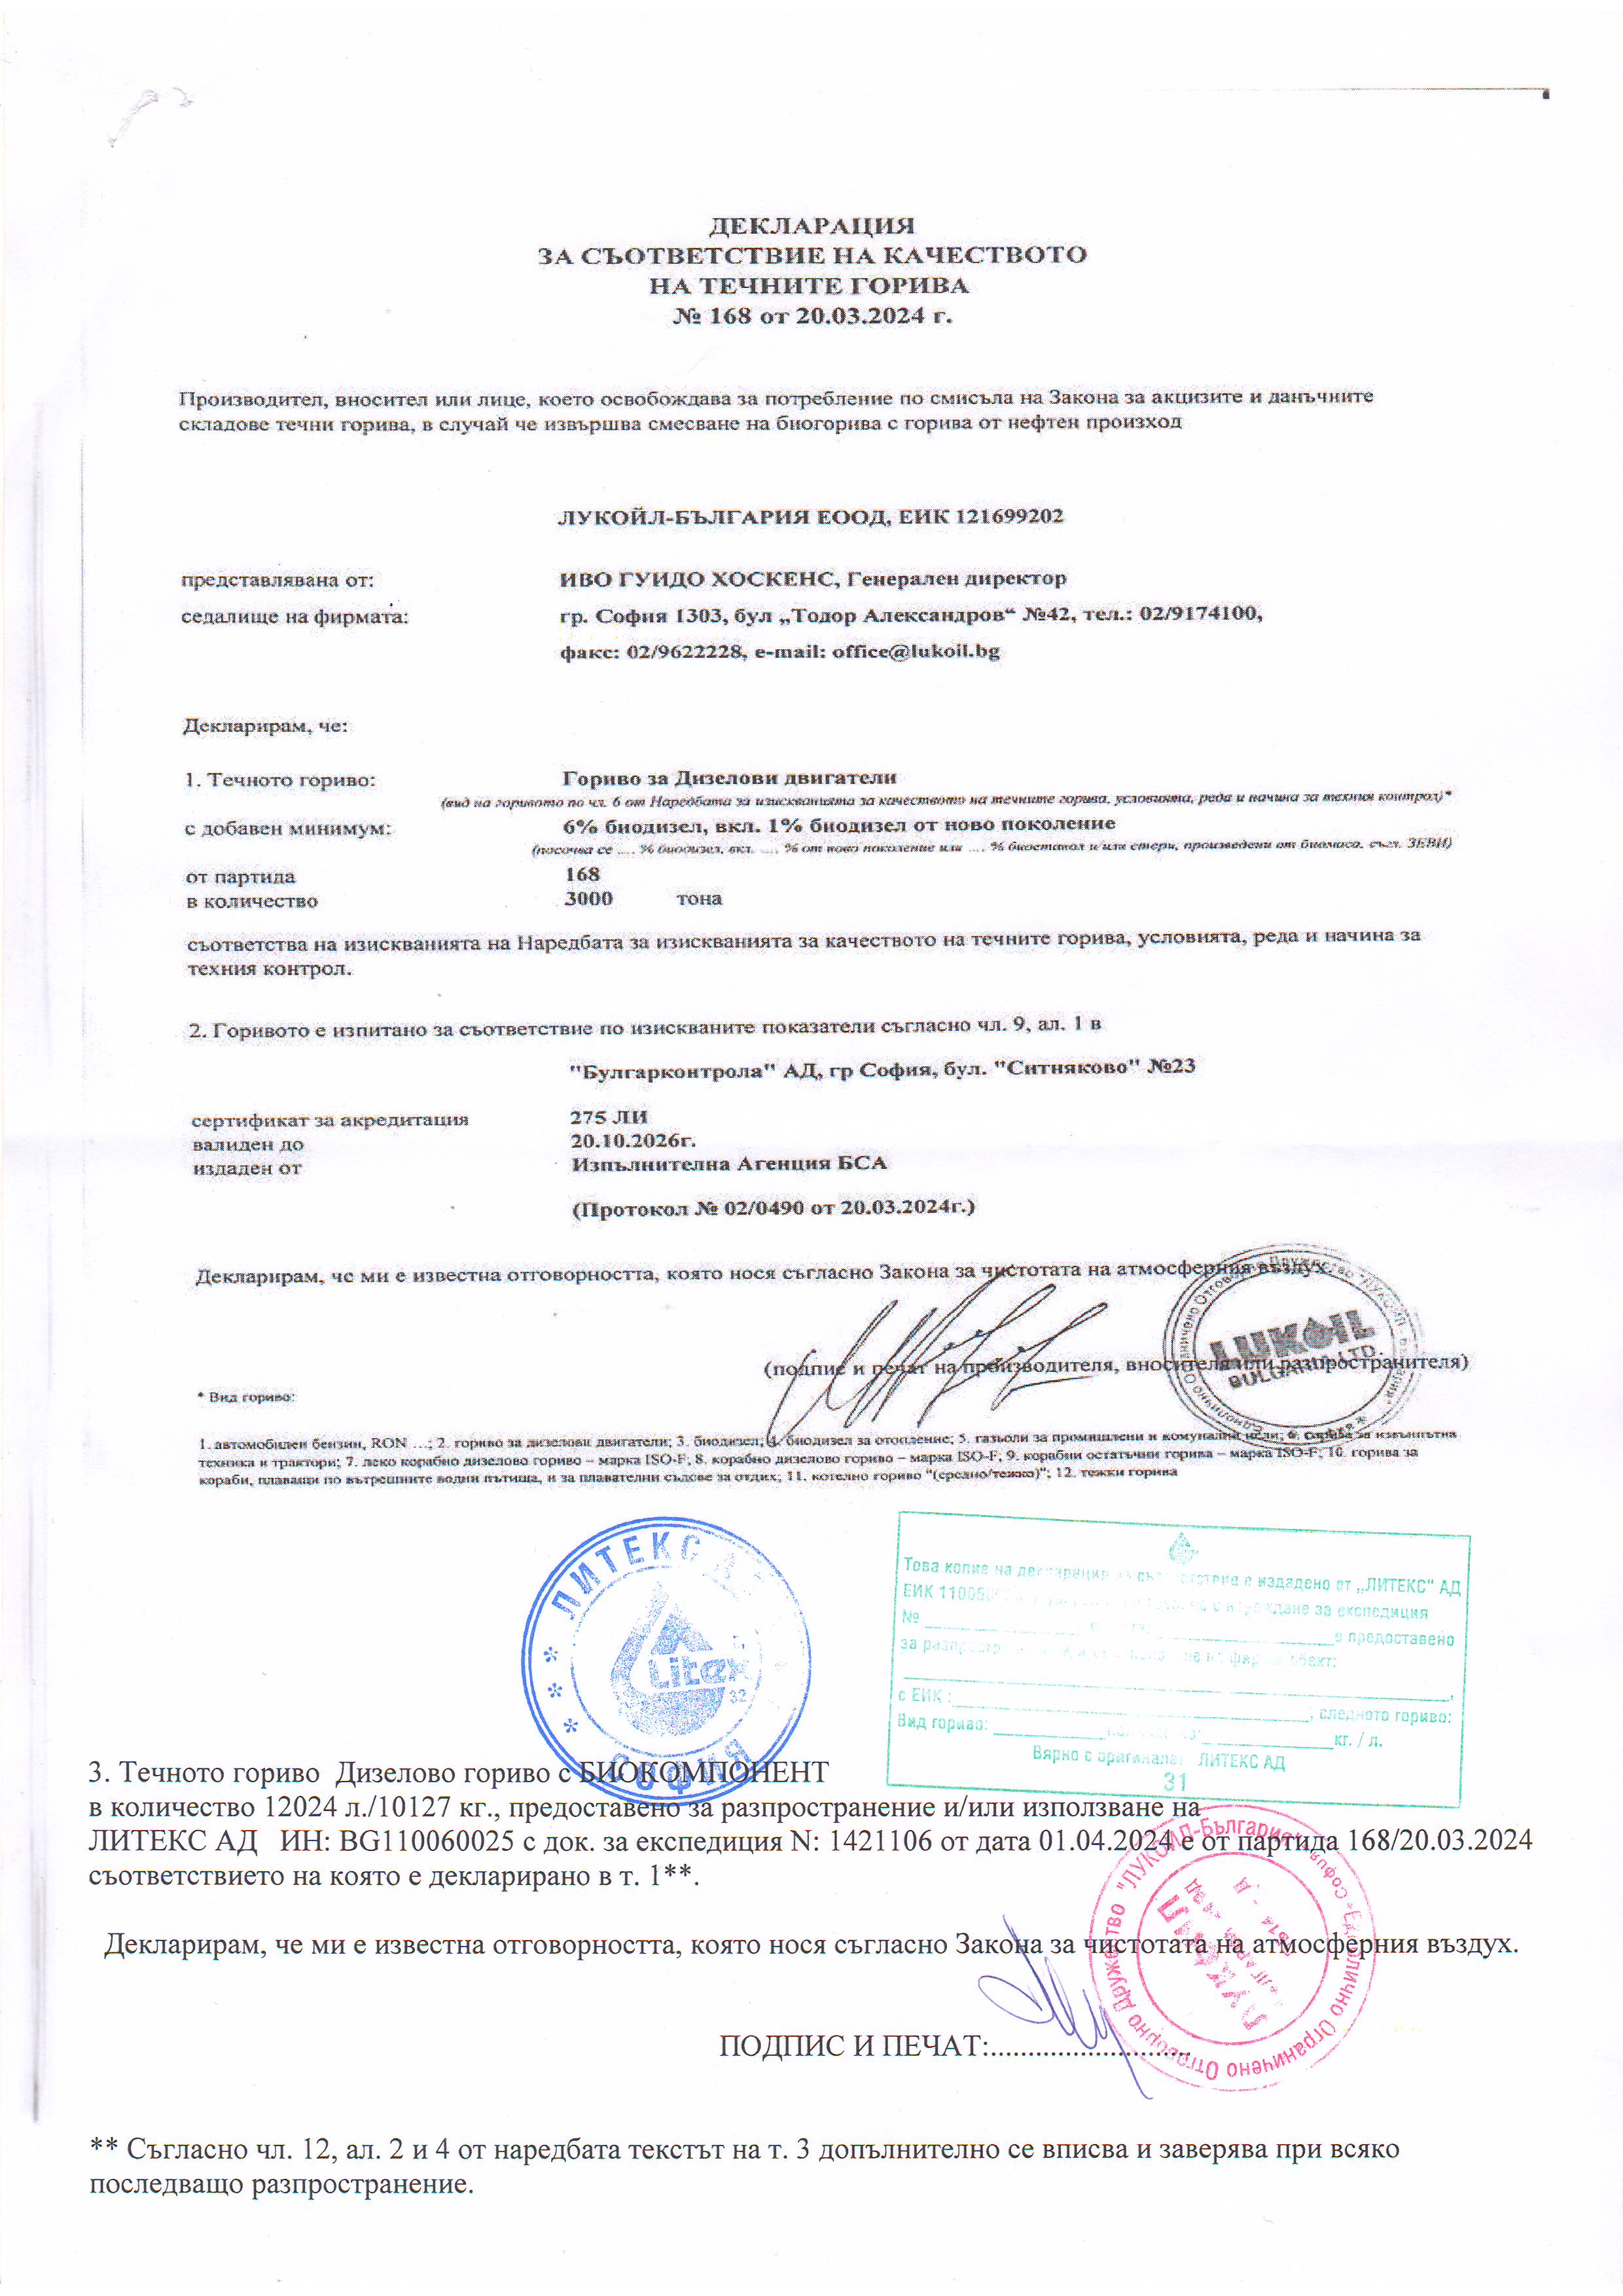 ДЕКЛАРАЦИЯ
ЗА СЪОТВЕТСТВИЕ НА КАЧЕСТВОТО
НА ТЕЧНИТЕ ГОРИВА
№ 168 от 20.03.2024 г.
Производител, вносител или лице, което освобождава за потребление по смисъла на Закона за акцизите и данъчните
складове течни горива, в случай че извършва смесване на биогорива с горива от нефтен произход
ЛУКОЙЛ-БЪЛГАРИЯ ЕООД, ЕИК 121699202
представлявана от: ИВО ГУИДО ХОСКЕНС, Генерален директор
седалище на фирмата: гр. София 1303, бул „Тодор Александров“ №42, тел.: 02/9174100,
факс: 02/9622228, e-mail: office@lukoil.bg
Декларирам, че:
1. Течното гориво: Гориво за Дизелови двигатели
(вид на горивото по чл. 6 от Наредбата за изискванията за качеството на течните горива, условията, реда и начина за техния контрол)*
с добавен минимум: 6% биодизел, вкл. 1% биодизел от ново поколение
(посочва се .... % биодизел, вкл. .... % от ново поколение или .... % биоетанол и или етери, произведени от биомаса, съгл. ЗЕВИ)
от партида 168
в количество 3000 тона
съответства на изискванията на Наредбата за изискванията за качеството на течните горива, условията, реда и начина за
техния контрол.
2. Горивото е изпитано за съответствие по изискваните показатели съгласно чл. 9, ал. 1 в
"Булгарконтрола" АД, гр София, бул. "Ситняково" №23
сертификат за акредитация 275 ЛИ
валиден до 20.10.2026г.
издаден от Изпълнителна Агенция БСА
(Протокол № 02/0490 от 20.03.2024г.)
Декларирам, че ми е известна отговорността, която нося съгласно Закона за чистотата на атмосферния въздух.
LUKOIL
BULGARIA LTD.
(подпис и печат на производителя, вносителя или разпространителя)
* Вид гориво:
1. автомобилен бензин, RON ...; 2. гориво за дизелови двигатели; 3. биодизел; 4. биодизел за отопление; 5. газьоли за промишлени и комунални цели; 6. горива за извънпътна
техника и трактори; 7. леко корабно дизелово гориво – марка ISO-F; 8. корабно дизелово гориво – марка ISO-F; 9. корабни остатъчни горива – марка ISO-F; 10. горива за
кораби, плаващи по вътрешните водни пътища, и за плавателни съдове за отдих; 11. котелно гориво "(средно/тежко)"; 12. тежки горива
ЛИТЕКС
Litex
32
СОФИЯ
Това копие на декларация за съответствие е издадено от „ЛИТЕКС" АД
ЕИК 11006 нареждане за експедиция
№ е предоставено
за обект:
с ЕИК : , следното гориво:
Вид гориво: кг. / л.
Вярно с оригинала: ЛИТЕКС АД
31
3. Течното гориво Дизелово гориво с БИОКОМПОНЕНТ
в количество 12024 л./10127 кг., предоставено за разпространение и/или използване на
ЛИТЕКС АД ИН: BG110060025 с док. за експедиция N: 1421106 от дата 01.04.2024 е от партида 168/20.03.2024
съответствието на която е декларирано в т. 1**.
Декларирам, че ми е известна отговорността, която нося съгласно Закона за чистотата на атмосферния въздух.
"ЛУКОЙЛ-България" София *Еднолично Ограничено Отговорно Дружество
ПОДПИС И ПЕЧАТ:...........................
** Съгласно чл. 12, ал. 2 и 4 от наредбата текстът на т. 3 допълнително се вписва и заверява при всяко
последващо разпространение.